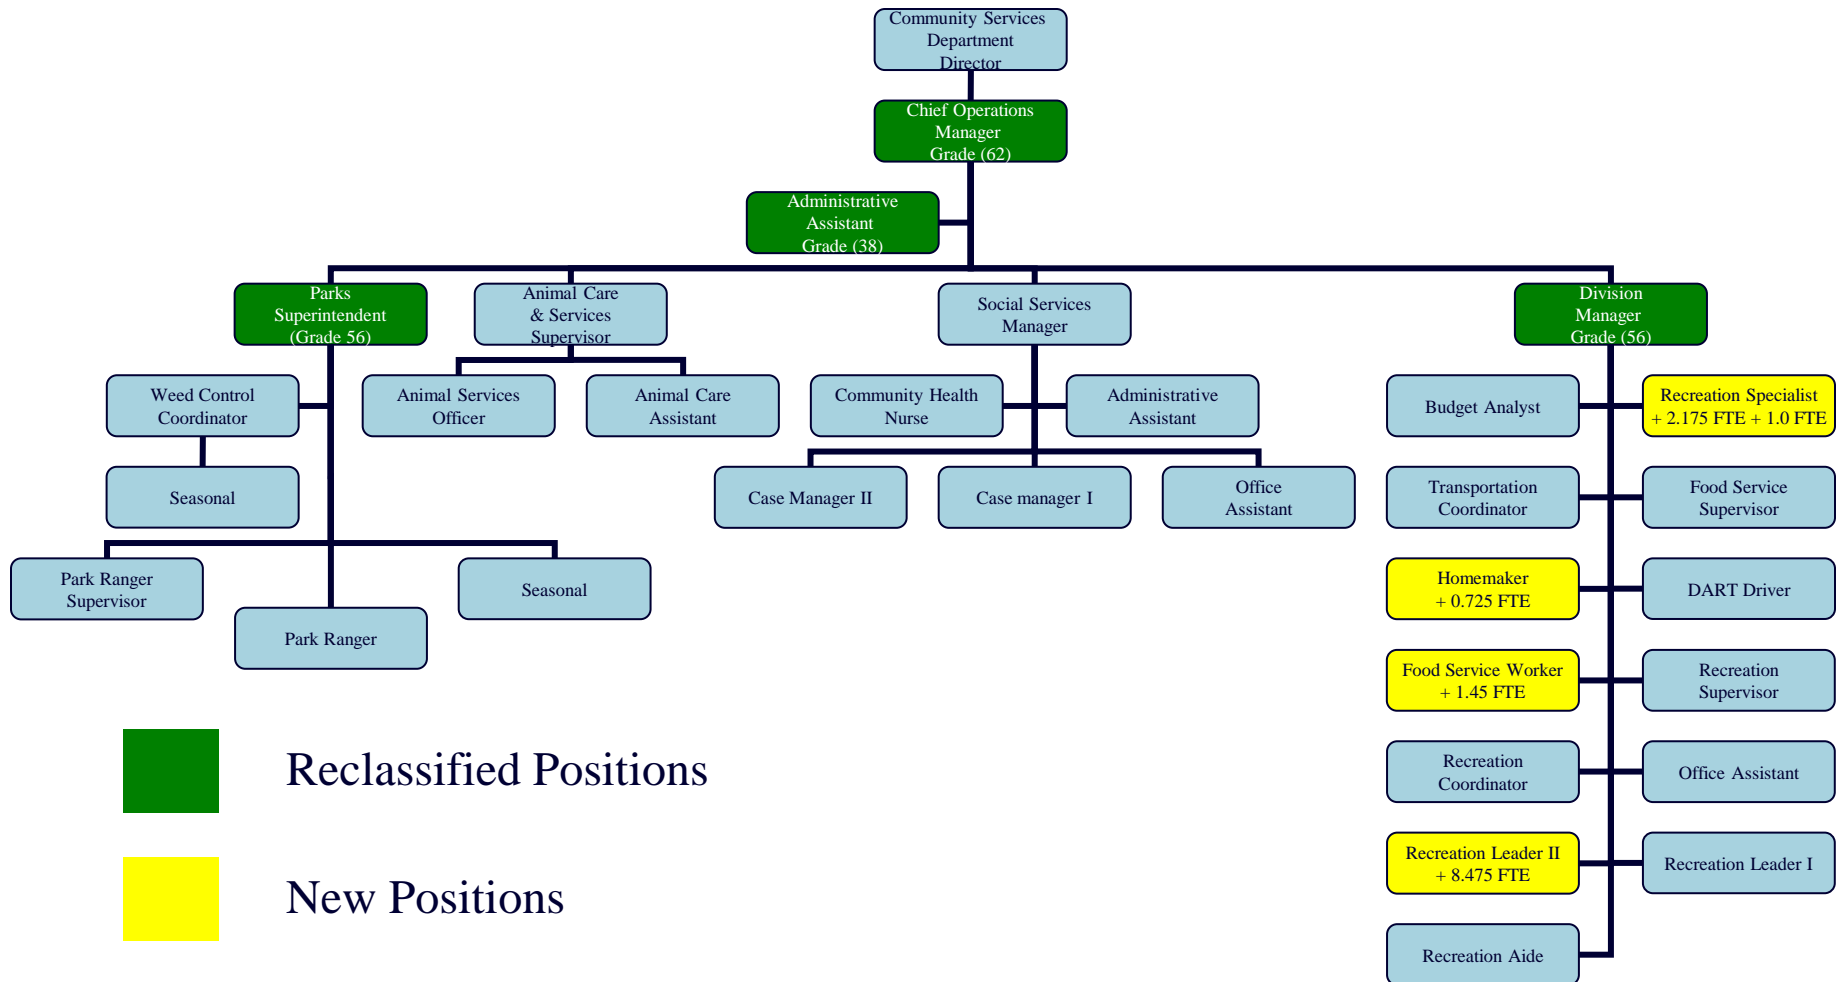 Community Services
Department
Director
Chief Operations
Manager
Grade (62)
Administrative
Assistant
Grade (38)
Parks
Superintendent
(Grade 56)
Animal Care
& Services
Supervisor
Social Services
Manager
Division
Manager
Grade (56)
Weed Control
Coordinator
Animal Services
Officer
Animal Care
Assistant
Community Health
Nurse
Administrative
Assistant
Budget Analyst
Recreation Specialist
+ 2.175 FTE + 1.0 FTE
Seasonal
Case Manager II
Case manager I
Office
Assistant
Transportation
Coordinator
Food Service
Supervisor
Park Ranger
Supervisor
Park Ranger
Seasonal
Homemaker
+ 0.725 FTE
DART Driver
Food Service Worker
+ 1.45 FTE
Recreation
Supervisor
Recreation
Coordinator
Office Assistant
Recreation Leader II
+ 8.475 FTE
Recreation Leader I
Recreation Aide
Reclassified Positions
New Positions